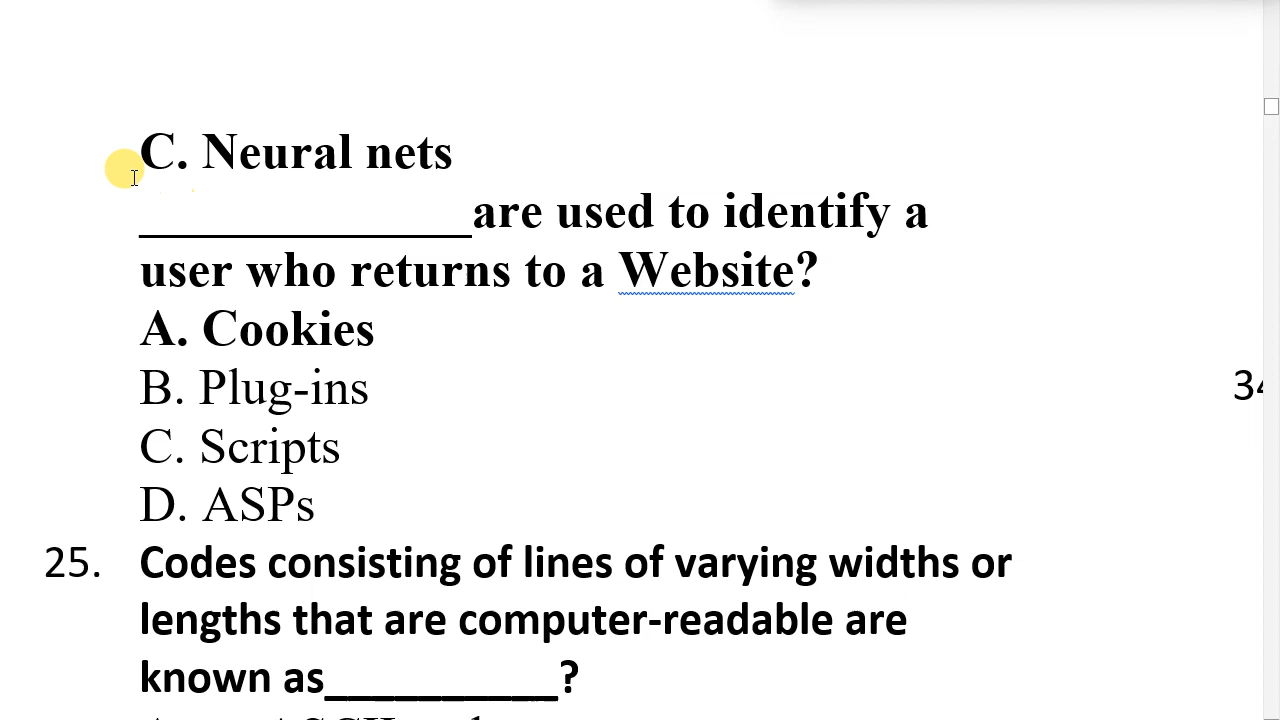 C. Neural nets
______________are used to identify a
user who returns to a Website?
A. Cookies
B. Plug-ins
C. Scripts
D. ASPs
34
25. Codes consisting of lines of varying widths or
lengths that are computer-readable are
known as__________?